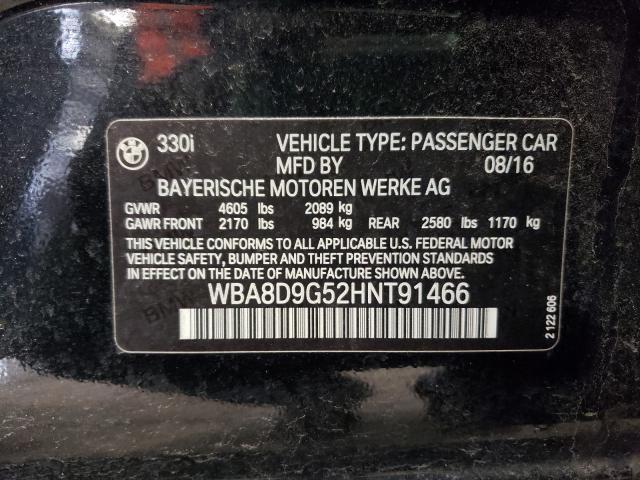 330i VEHICLE TYPE: PASSENGER CAR
MFD BY 08/16
BAYERISCHE MOTOREN WERKE AG
GVWR 4605 lbs 2089 kg
GAWR FRONT 2170 lbs 984 kg REAR 2580 lbs 1170 kg
THIS VEHICLE CONFORMS TO ALL APPLICABLE U.S. FEDERAL MOTOR
VEHICLE SAFETY, BUMPER AND THEFT PREVENTION STANDARDS
IN EFFECT ON THE DATE OF MANUFACTURE SHOWN ABOVE.
WBA8D9G52HNT91466
2 122 606